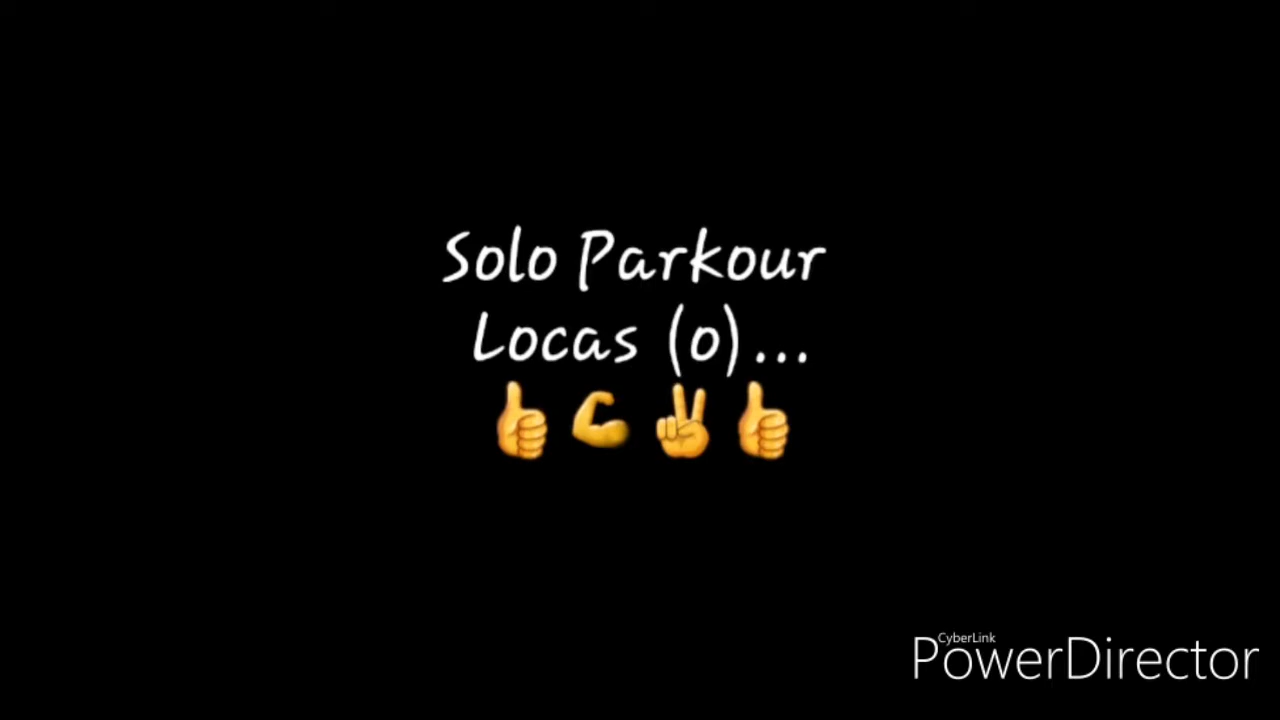 Solo Parkour
Locas (o)...
👍💪✌👍
CyberLink
PowerDirector